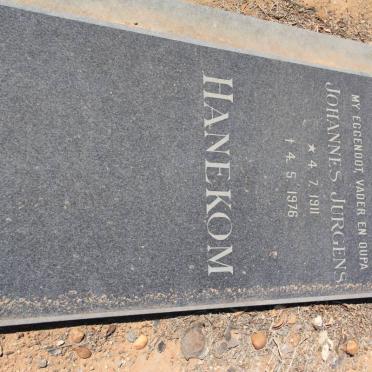 MY EGGENOOT, VADER EN OUPA
JOHANNES JURGENS
★ 4. 7. 1911
† 4. 5. 1976
HANEKOM